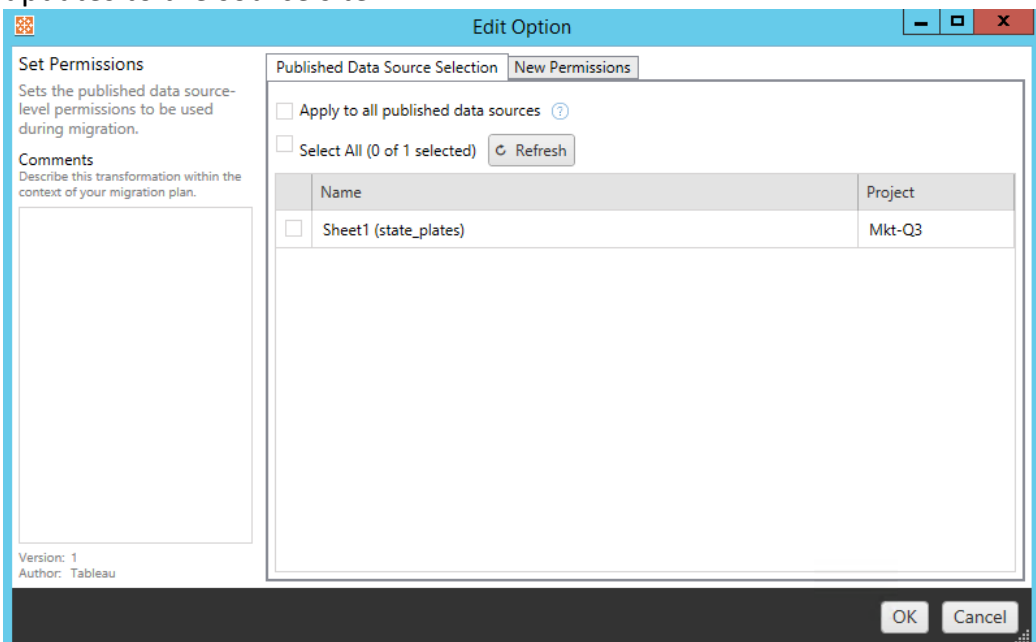 Edit Option
Set Permissions
Sets the published data source-
level permissions to be used
during migration.
Comments
Describe this transformation within the
context of your migration plan.
Version: 1
Author: Tableau
Published Data Source Selection
New Permissions
Apply to all published data sources ?
Select All (0 of 1 selected)
Refresh
Name Project
Sheet1 (state_plates) Mkt-Q3
OK Cancel